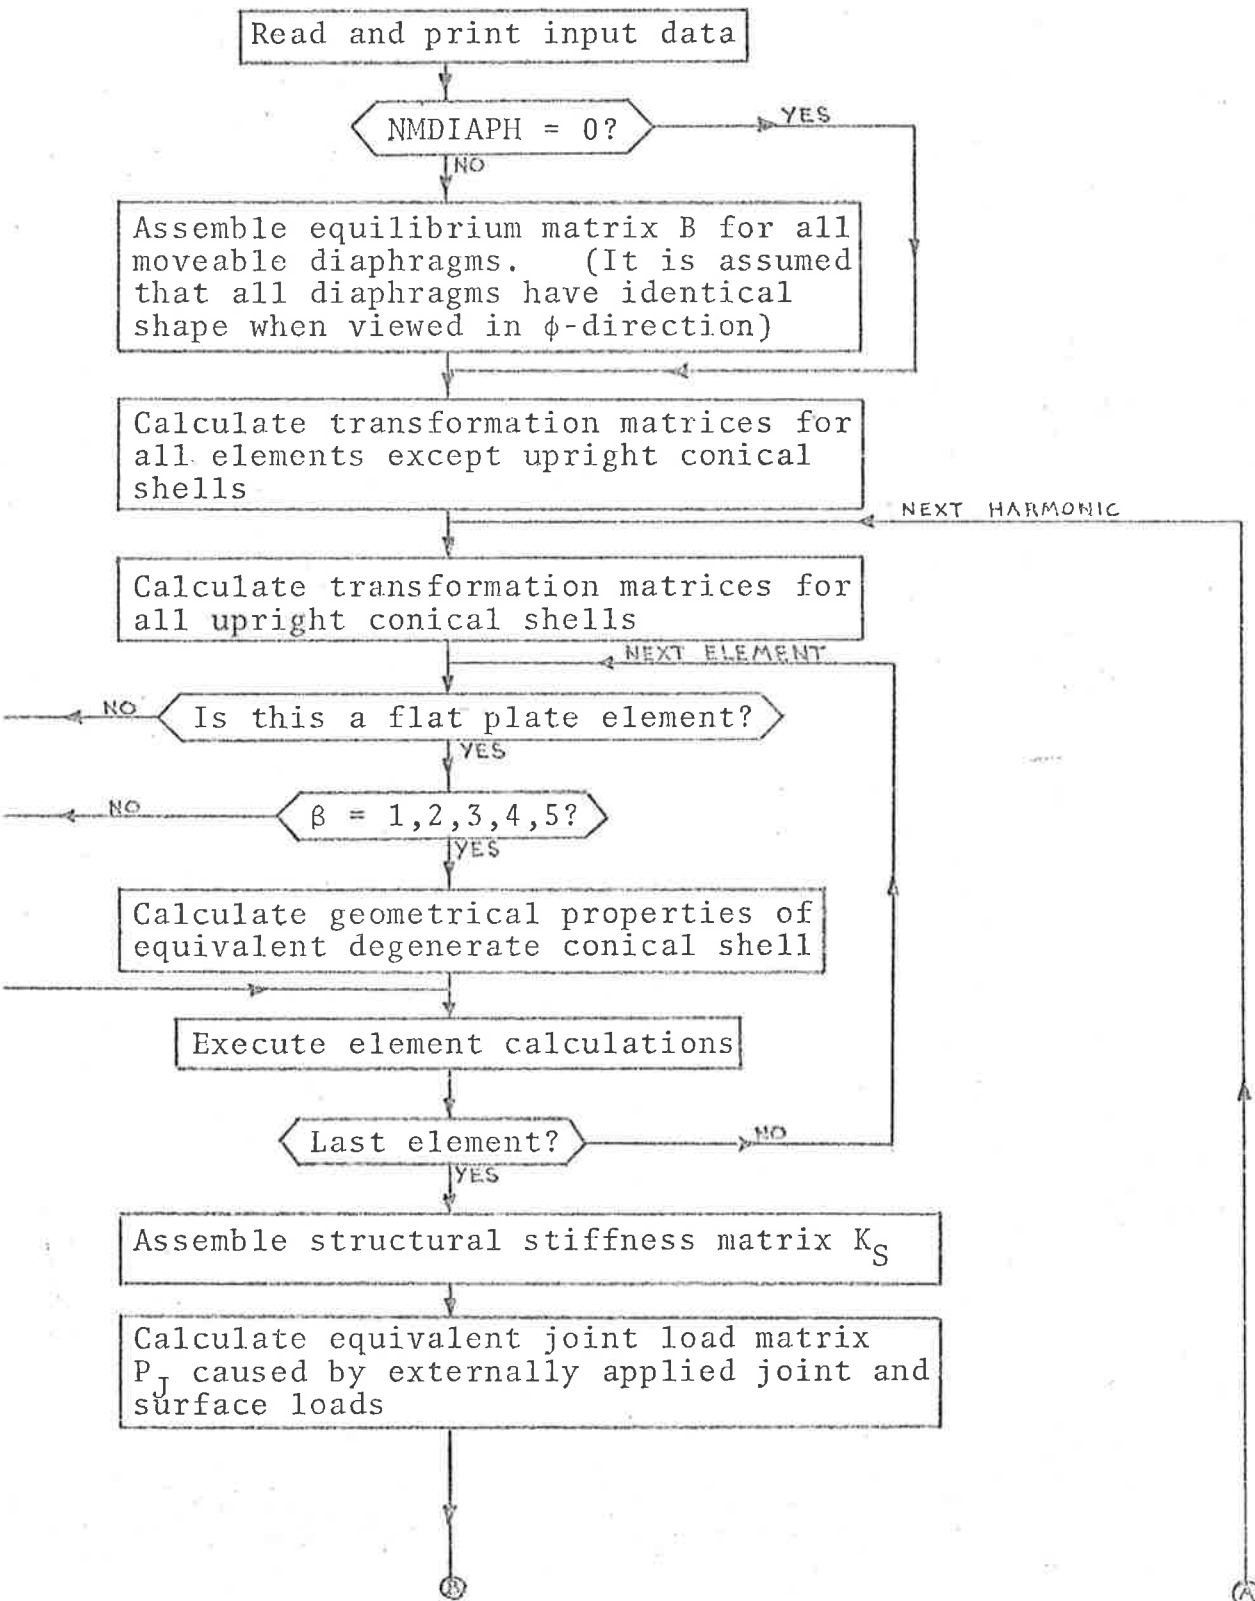 Read and print input data
NMDIAPH = 0?
YES
NO
Assemble equilibrium matrix B for all
moveable diaphragms. (It is assumed
that all diaphragms have identical
shape when viewed in ϕ-direction)
Calculate transformation matrices for
all elements except upright conical
shells
NEXT HARMONIC
Calculate transformation matrices for
all upright conical shells
NEXT ELEMENT
NO
Is this a flat plate element?
YES
NO
β = 1,2,3,4,5?
YES
Calculate geometrical properties of
equivalent degenerate conical shell
Execute element calculations
Last element?
NO
YES
Assemble structural stiffness matrix K_S
Calculate equivalent joint load matrix
P_J caused by externally applied joint and
surface loads
B
A